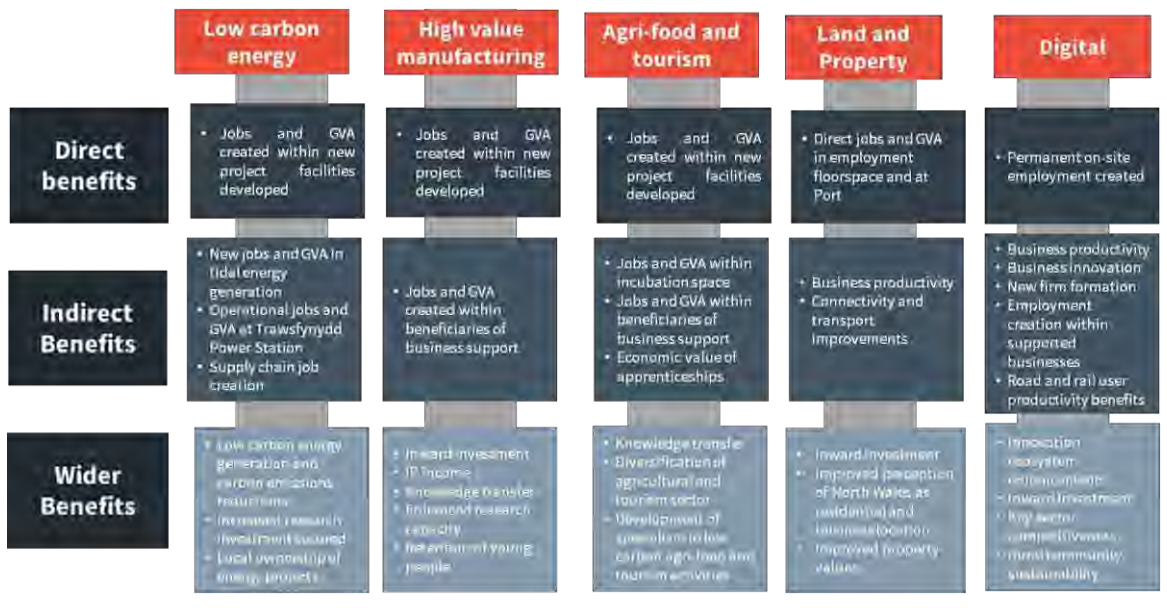 Low carbon
energy
High value
manufacturing
Agri-food and
tourism
Land and
Property
Digital
Direct
benefits
• Jobs and GVA
created within new
project facilities
developed
• Jobs and GVA
created within new
project facilities
developed
• Jobs and GVA
created within new
project facilities
developed
• Direct jobs and GVA
in employment
floorspace and at
Port
• Permanent on-site
employment created
Indirect
Benefits
• New jobs and GVA in
tidal energy
generation
• Operational jobs and
GVA at Trawsfynydd
Power Station
• Supply chain job
creation
• Jobs and GVA
created within
beneficiaries of
business support
• Jobs and GVA within
incubation space
• Jobs and GVA within
beneficiaries of
business support
• Economic value of
apprenticeships
• Business productivity
• Connectivity and
transport
improvements
• Business productivity
• Business innovation
• New firm formation
• Employment
creation within
supported
businesses
• Road and rail user
productivity benefits
Wider
Benefits
• Low carbon energy
generation and
carbon emissions
reductions
• Increased research
investment secured
• Local ownership of
energy projects
• Inward investment
• IP Income
• Knowledge transfer
• Enhanced research
capacity
• Retention of young
people
• Knowledge transfer
• Diversification of
agricultural and
tourism sector
• Development of
specialism in low
carbon agri-food and
tourism activities
• Inward investment
• Improved perception
of North Wales as
residential and
business location
• Improved property
values
• Innovation
ecosystem
• Inward investment
• Key sector
competitiveness
• Rural community
sustainability